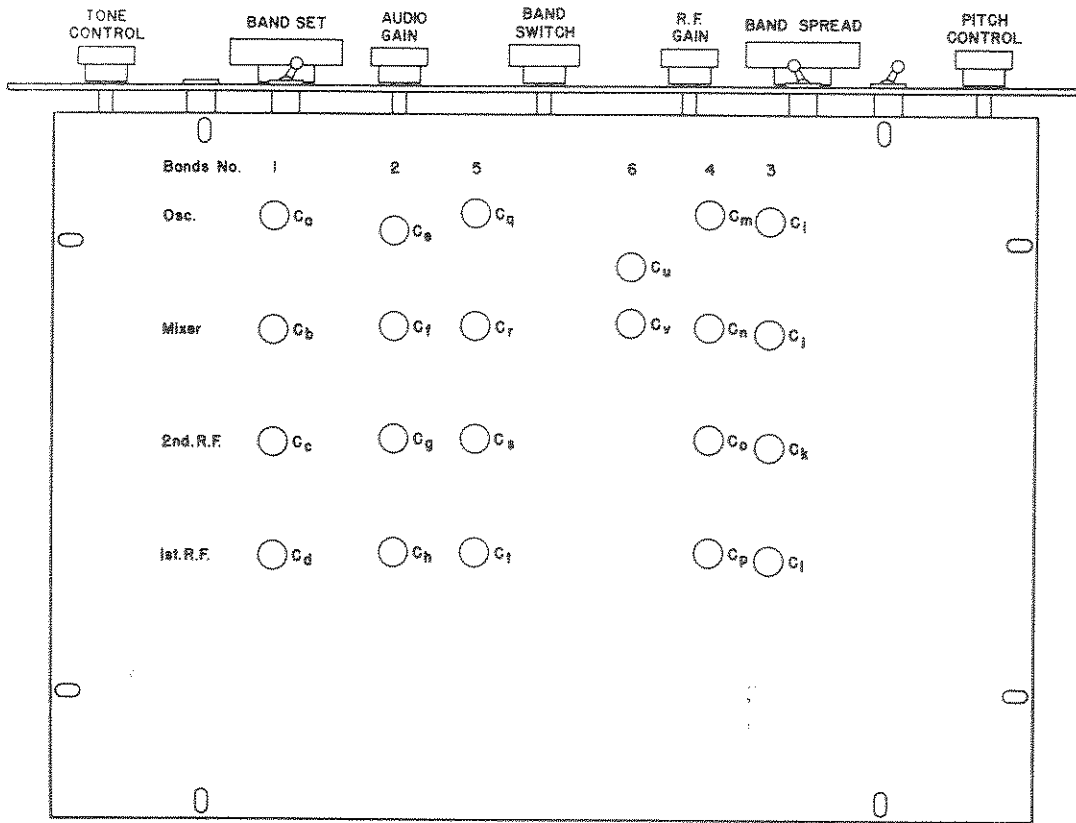 TONE CONTROL
BAND SET
AUDIO GAIN
BAND SWITCH
R.F. GAIN
BAND SPREAD
PITCH CONTROL
Bands No. 1 2 5 6 4 3
Osc. Ca Ce Cq Cm Ci
Cu
Mixer Cb Cf Cr Cv Cn Cj
2nd. R.F. Cc Cg Cs Co Ck
1st. R.F. Cd Ch Ct Cp Cl